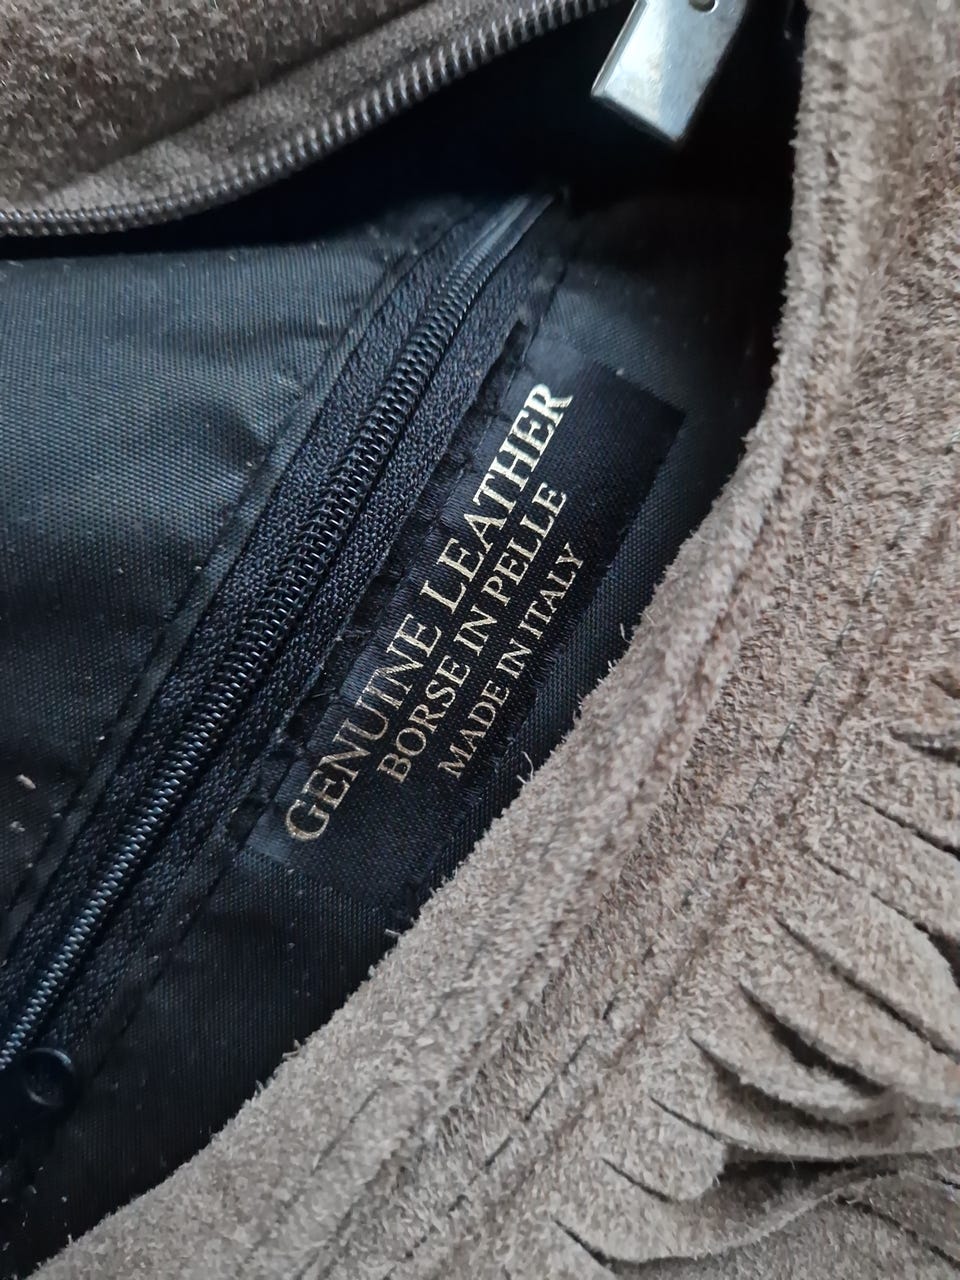 GENUINE LEATHER
BORSE IN PELLE
MADE IN ITALY